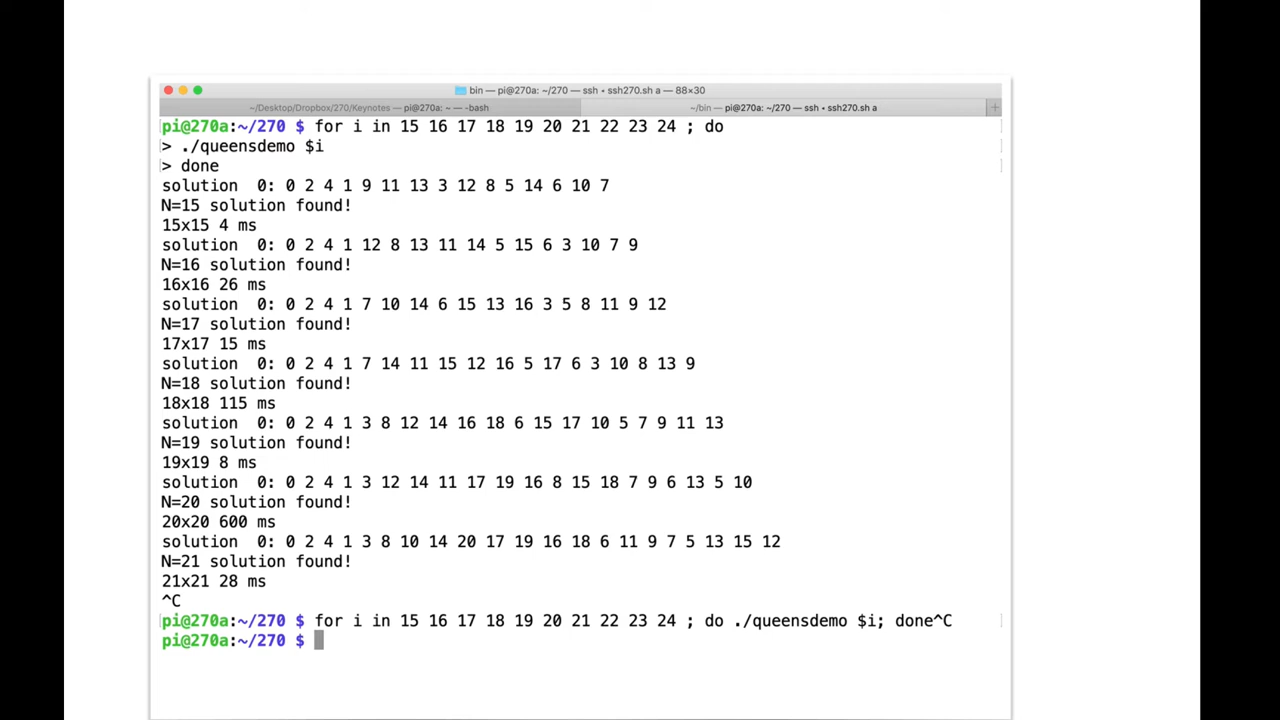 bin — pi@270a: ~/270 — ssh • ssh270.sh a — 88×30
~/Desktop/Dropbox/270/Keynotes — pi@270a: ~ — -bash
~/bin — pi@270a: ~/270 — ssh • ssh270.sh a
pi@270a:~/270 $ for i in 15 16 17 18 19 20 21 22 23 24 ; do
> ./queensdemo $i
> done
solution  0: 0 2 4 1 9 11 13 3 12 8 5 14 6 10 7
N=15 solution found!
15x15 4 ms
solution  0: 0 2 4 1 12 8 13 11 14 5 15 6 3 10 7 9
N=16 solution found!
16x16 26 ms
solution  0: 0 2 4 1 7 10 14 6 15 13 16 3 5 8 11 9 12
N=17 solution found!
17x17 15 ms
solution  0: 0 2 4 1 7 14 11 15 12 16 5 17 6 3 10 8 13 9
N=18 solution found!
18x18 115 ms
solution  0: 0 2 4 1 3 8 12 14 16 18 6 15 17 10 5 7 9 11 13
N=19 solution found!
19x19 8 ms
solution  0: 0 2 4 1 3 12 14 11 17 19 16 8 15 18 7 9 6 13 5 10
N=20 solution found!
20x20 600 ms
solution  0: 0 2 4 1 3 8 10 14 20 17 19 16 18 6 11 9 7 5 13 15 12
N=21 solution found!
21x21 28 ms
^C
pi@270a:~/270 $ for i in 15 16 17 18 19 20 21 22 23 24 ; do ./queensdemo $i; done^C
pi@270a:~/270 $